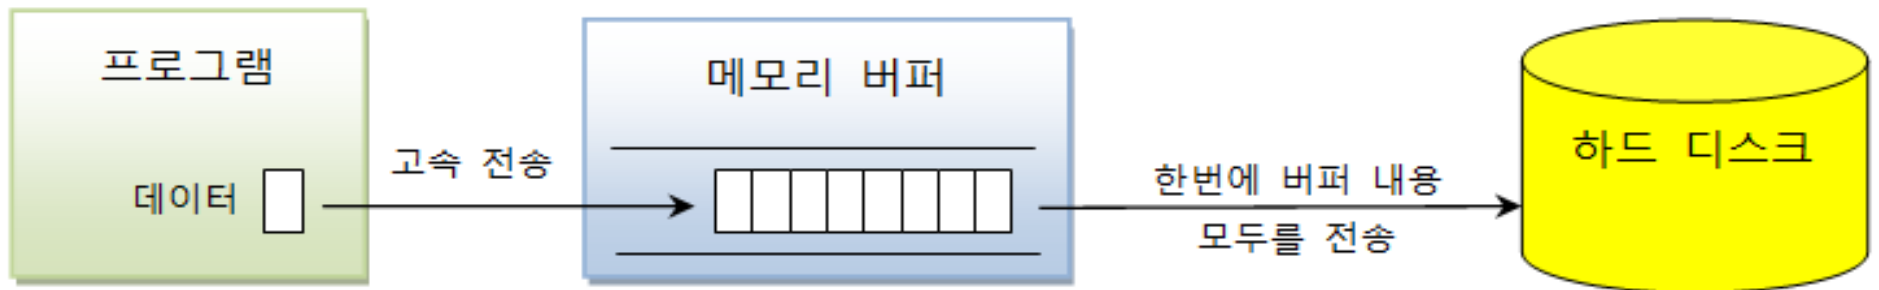 프로그램
데이터
고속 전송
메모리 버퍼
한번에 버퍼 내용
모두를 전송
하드 디스크